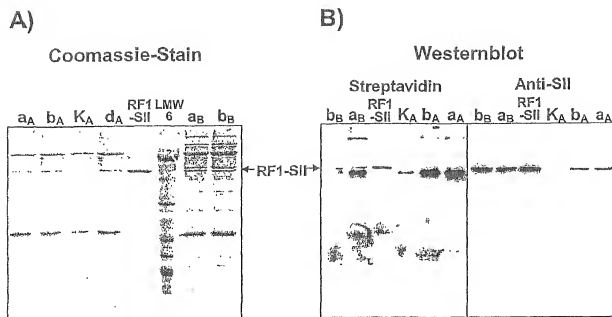 A)
Coomassie-Stain
RF1 LMW
aA bA KA dA -SII 6 aB bB
RF1-SII
B)
Westernblot
Streptavidin Anti-SII
RF1 RF1
bB aB -SII KA bA aA bB aB -SII KA bA aA